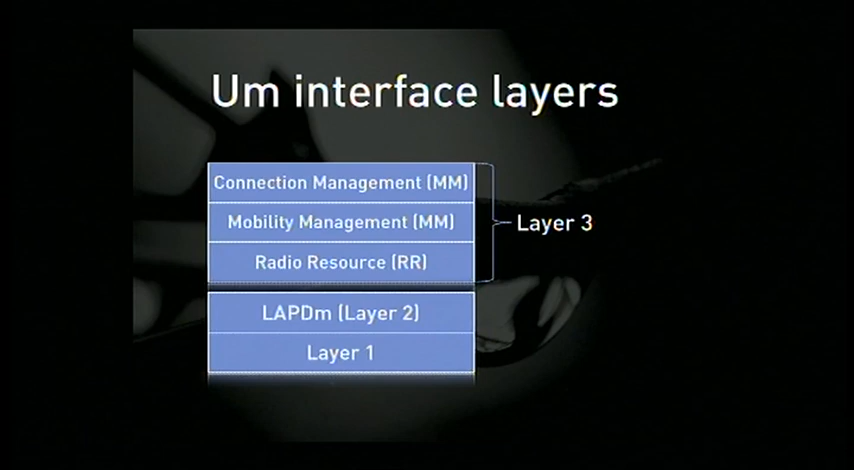 Um interface layers
Connection Management (MM)
Mobility Management (MM)
Radio Resource (RR)
Layer 3
LAPDm (Layer 2)
Layer 1